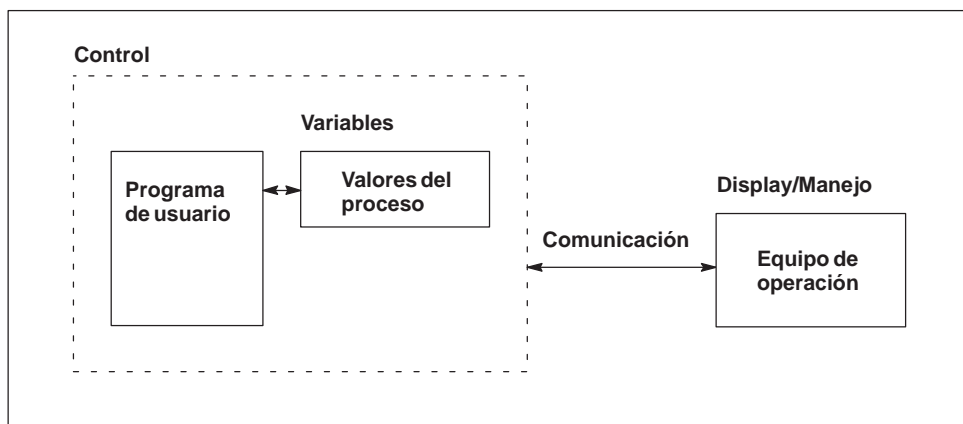 Control
Variables
Programa
de usuario
Valores del
proceso
Comunicación
Display/Manejo
Equipo de
operación